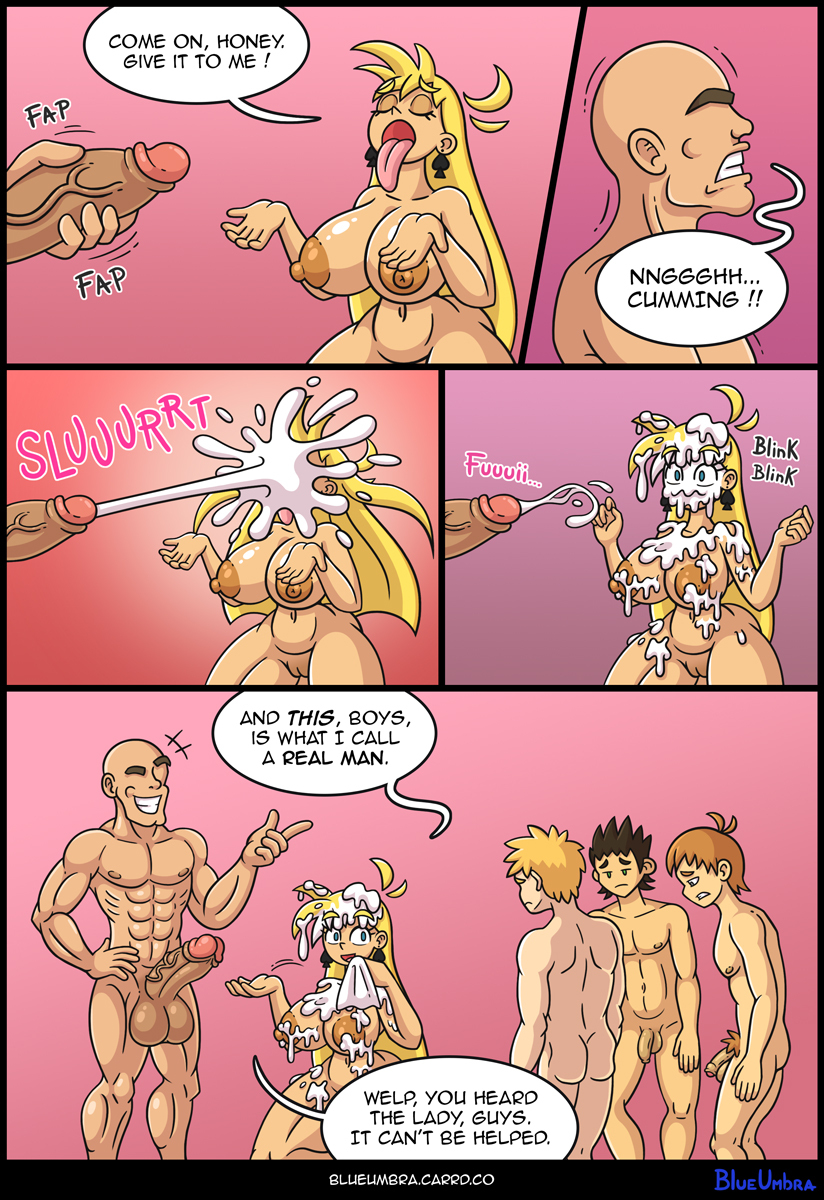 COME ON, HONEY.
GIVE IT TO ME !
FAP
FAP
NNGGGHH...
CUMMING !!
SLUUURRT
Fuuuii...
Blink
Blink
AND THIS, BOYS,
IS WHAT I CALL
A REAL MAN.
WELP, YOU HEARD
THE LADY, GUYS.
IT CAN'T BE HELPED.
BLUEUMBRA.CARRD.CO
BLUEUMBRA